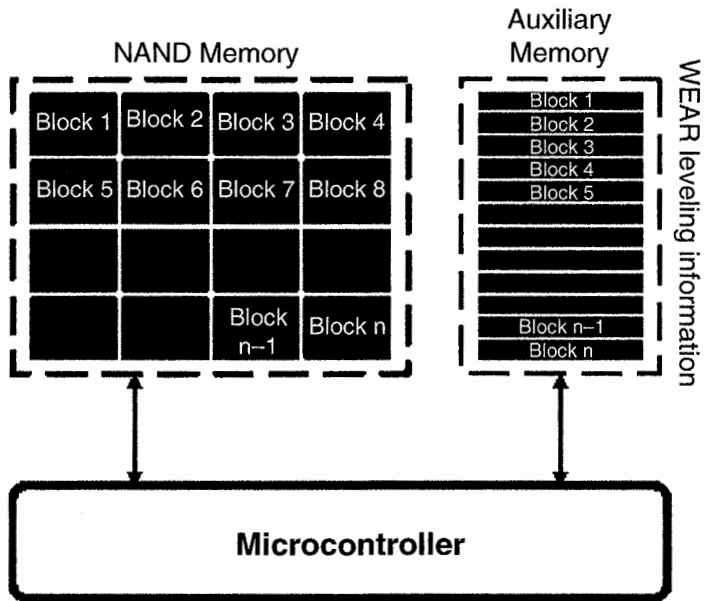 NAND Memory
Block 1 Block 2 Block 3 Block 4
Block 5 Block 6 Block 7 Block 8
Block
n–1
Block n
Auxiliary
Memory
Block 1
Block 2
Block 3
Block 4
Block 5
Block n–1
Block n
WEAR leveling information
Microcontroller